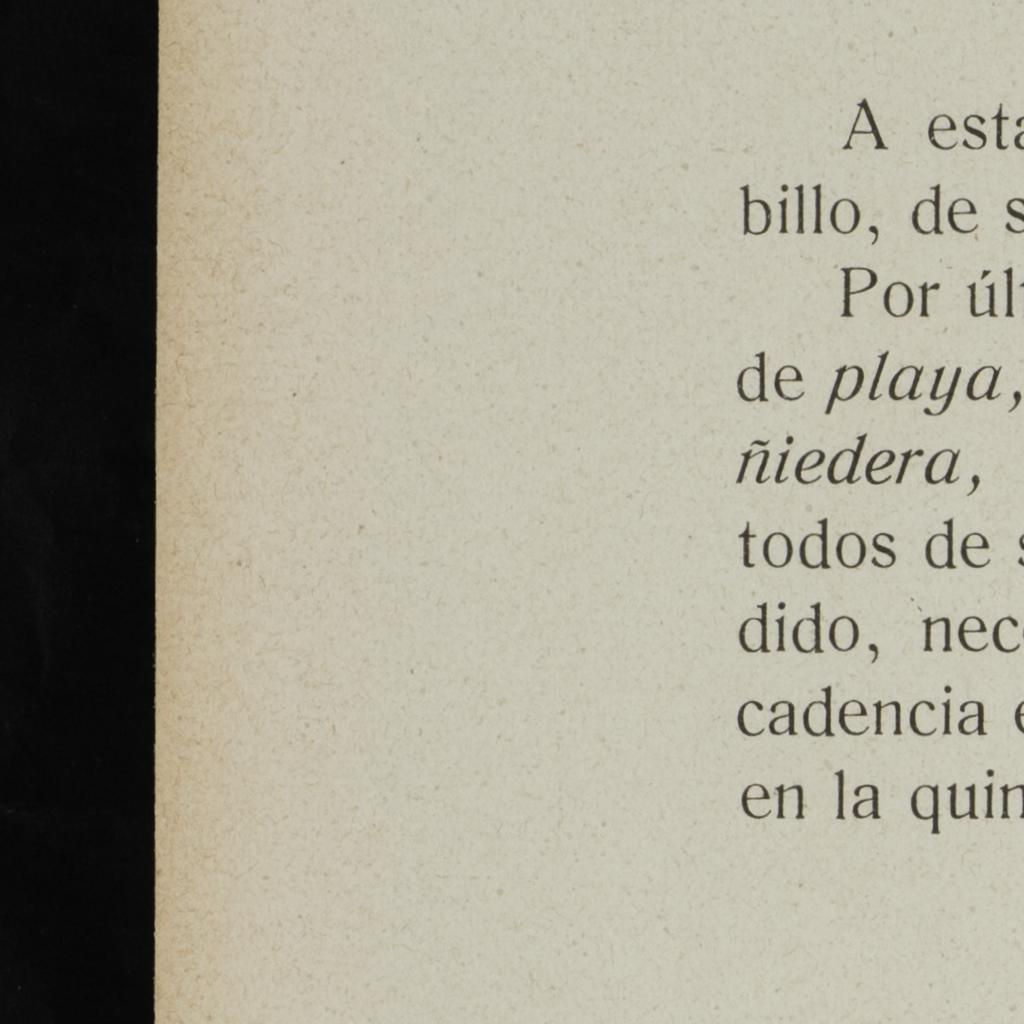 A esta
billo, de s
Por úl
de playa,
ñiedera,
todos de s
dido, nec
cadencia e
en la quin